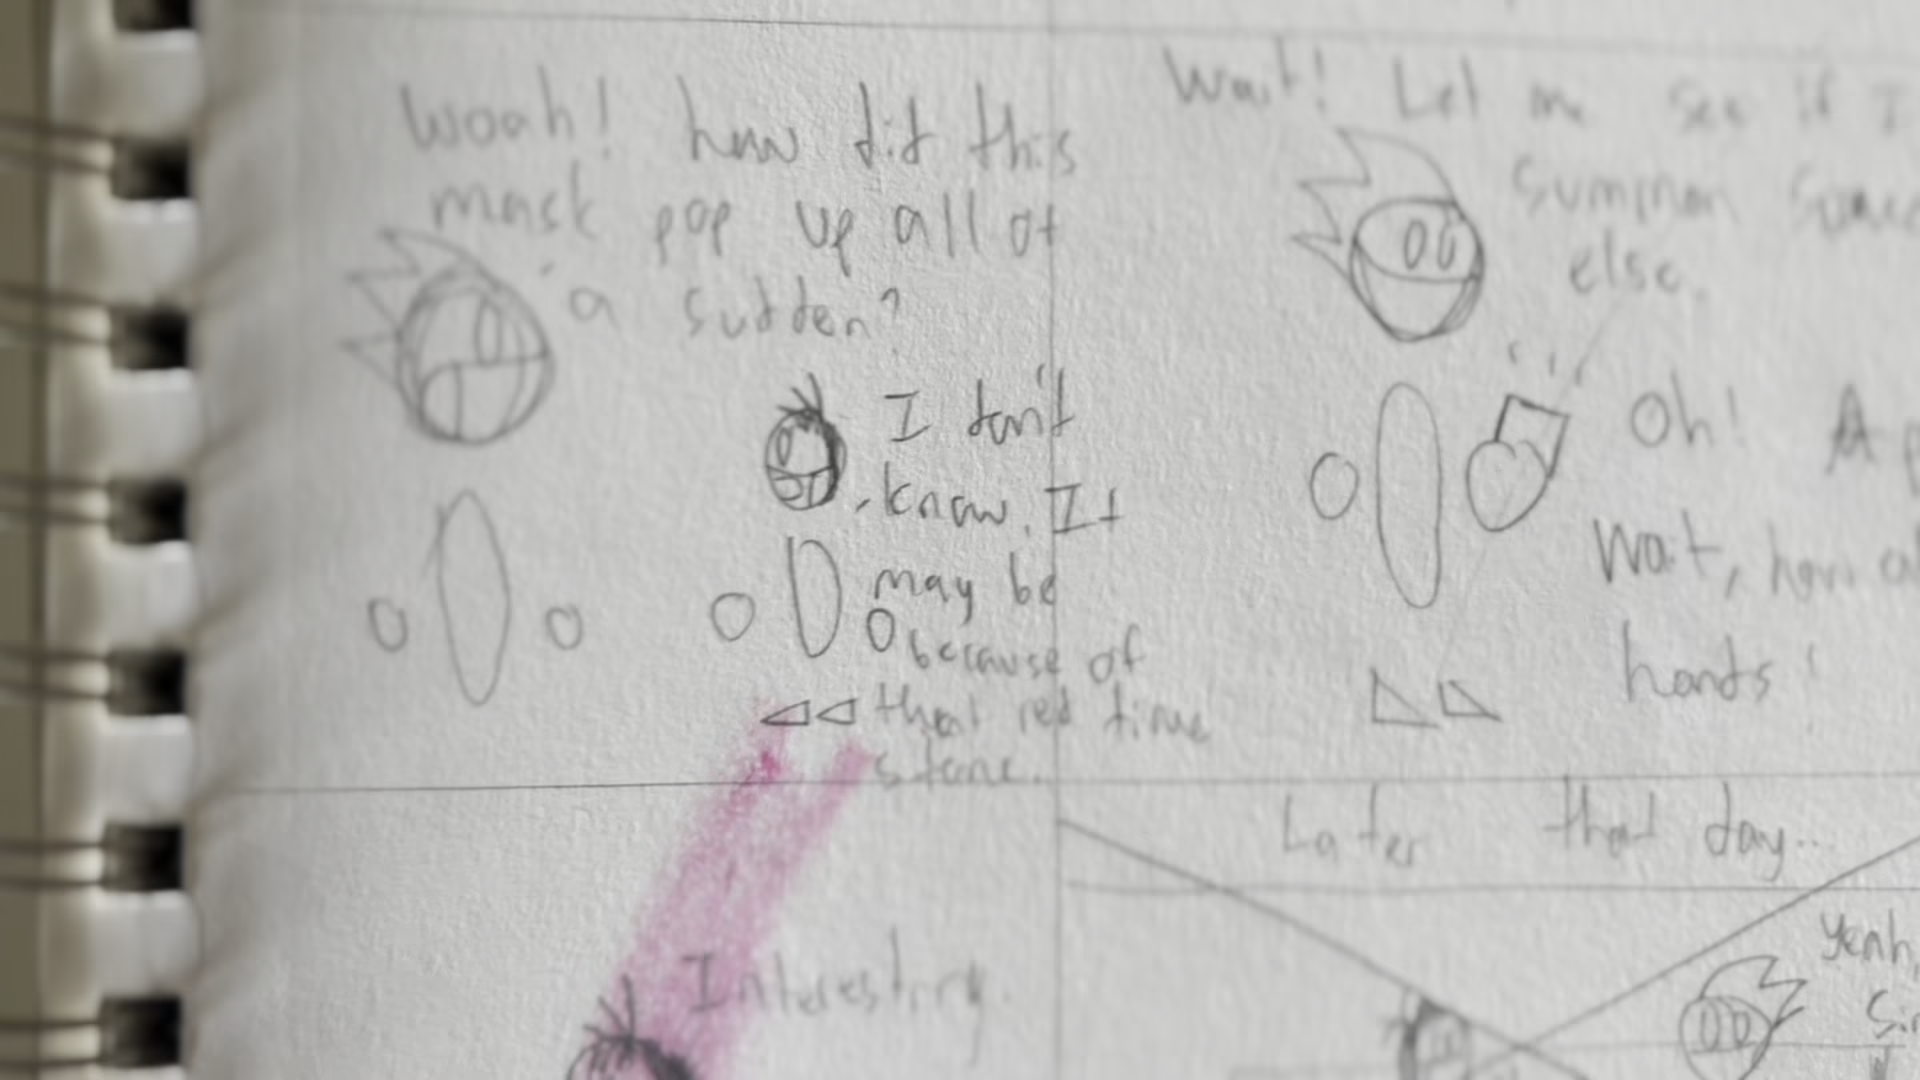 Woah! how did this
mask pop up all of
a sudden?
I don't
know. It
may be
because of
that red time
stone.
Wait! Let me see if I
summon
else.
Oh! A
Wait, how
hands!
Interesting.
Later that day...
Yeah,